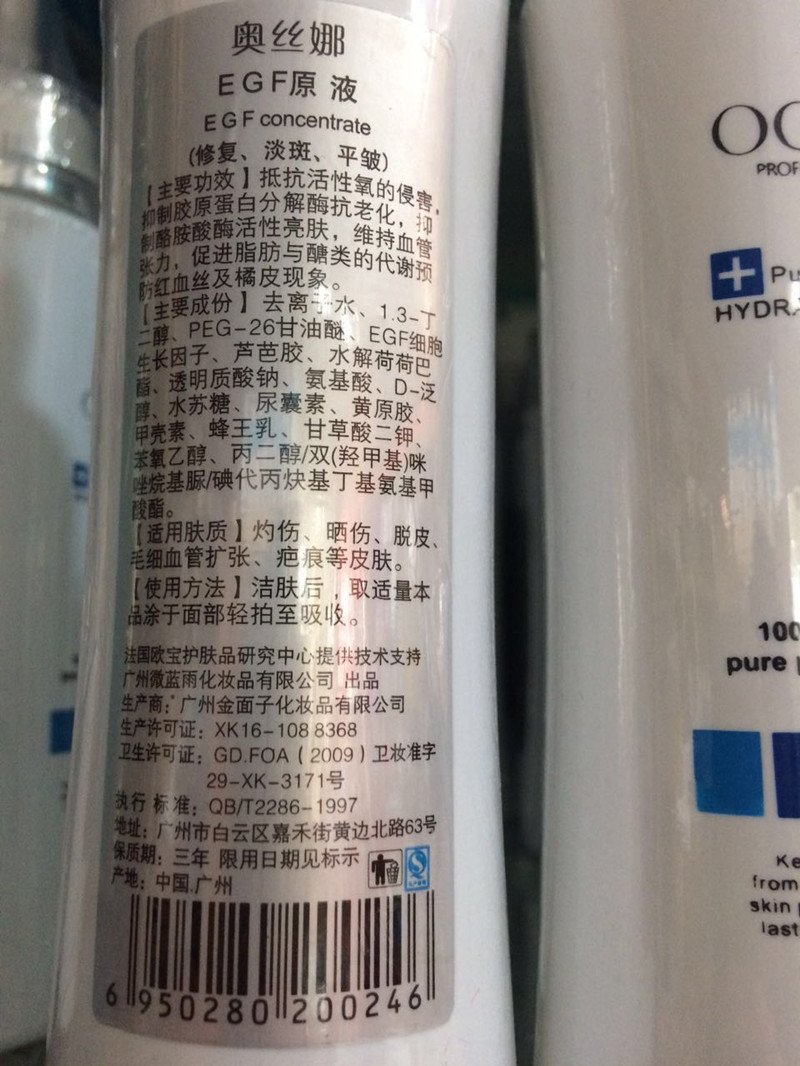 奥丝娜
EGF原液
EGF concentrate
(修复、淡斑、平皱)
【主要功效】抵抗活性氧的侵害，
抑制胶原蛋白分解酶抗老化，抑
制酪胺酸酶活性亮肤，维持血管
张力，促进脂肪与醣类的代谢预
防红血丝及橘皮现象。
【主要成份】去离子水、1.3-丁
二醇、PEG-26甘油醚、EGF细胞
生长因子、芦芭胶、水解荷荷巴
酯、透明质酸钠、氨基酸、D-泛
醇、水苏糖、尿囊素、黄原胶、
甲壳素、蜂王乳、甘草酸二钾、
苯氧乙醇、丙二醇/双(羟甲基)咪
唑烷基脲/碘代丙炔基丁基氨基甲
酸酯。
【适用肤质】灼伤、晒伤、脱皮、
毛细血管扩张、疤痕等皮肤。
【使用方法】洁肤后，取适量本
品涂于面部轻拍至吸收。
法国欧宝护肤品研究中心提供技术支持
广州微蓝雨化妆品有限公司 出品
生产商：广州金面子化妆品有限公司
生产许可证：XK16-108 8368
卫生许可证：GD.FOA（2009）卫妆准字
29-XK-3171号
执行标准：QB/T2286-1997
地址：广州市白云区嘉禾街黄边北路63号
保质期：三年 限用日期见标示
产地：中国.广州
6 950280 200246
PROF
Pu
HYDRA
100
pure
Ke
from
skin
last